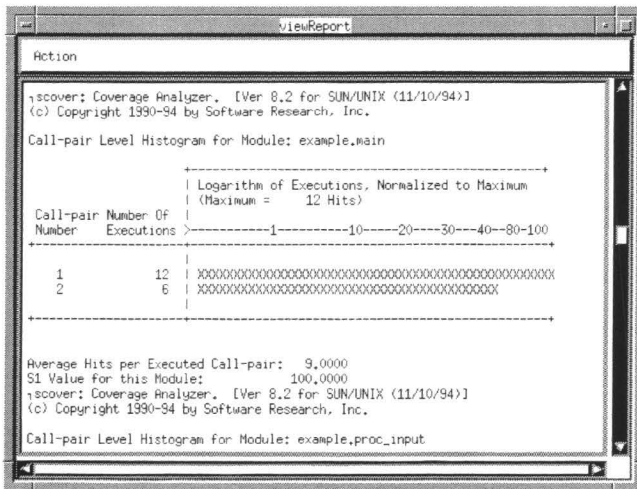 viewReport
Action
scover: Coverage Analyzer.  [Ver 8.2 for SUN/UNIX (11/10/94)]
(c) Copyright 1990-94 by Software Research, Inc.
Call-pair Level Histogram for Module: example.main
| Logarithm of Executions, Normalized to Maximum
| (Maximum =     12 Hits)
Call-pair Number Of |
Number    Executions >-----------1----------10-----20----30---40--80-100
1            12  | XXXXXXXXXXXXXXXXXXXXXXXXXXXXXXXXXXXXXXXXXXXXXXXXXX
2             6  | XXXXXXXXXXXXXXXXXXXXXXXXXXXXXXXXXXXXXXXXXX
Average Hits per Executed Call-pair:   9.0000
S1 Value for this Module:            100.0000
scover: Coverage Analyzer.  [Ver 8.2 for SUN/UNIX (11/10/94)]
(c) Copyright 1990-94 by Software Research, Inc.
Call-pair Level Histogram for Module: example.proc_input